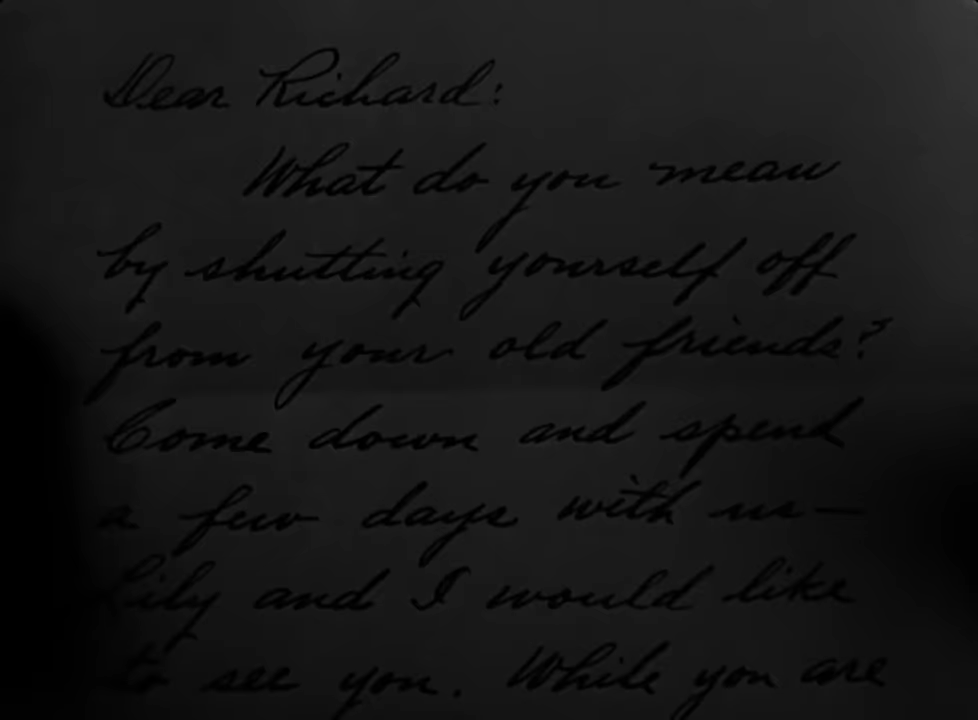 Dear Richard:
What do you mean
by shutting yourself off
from your old friends?
Come down and spend
a few days with us—
Lily and I would like
to see you. While you are